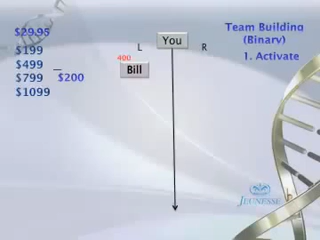 $29.95
$199
$499
$799 $200
$1099
You
L R
400
Bill
Team Building
(Binary)
1. Activate
JEUNESSE